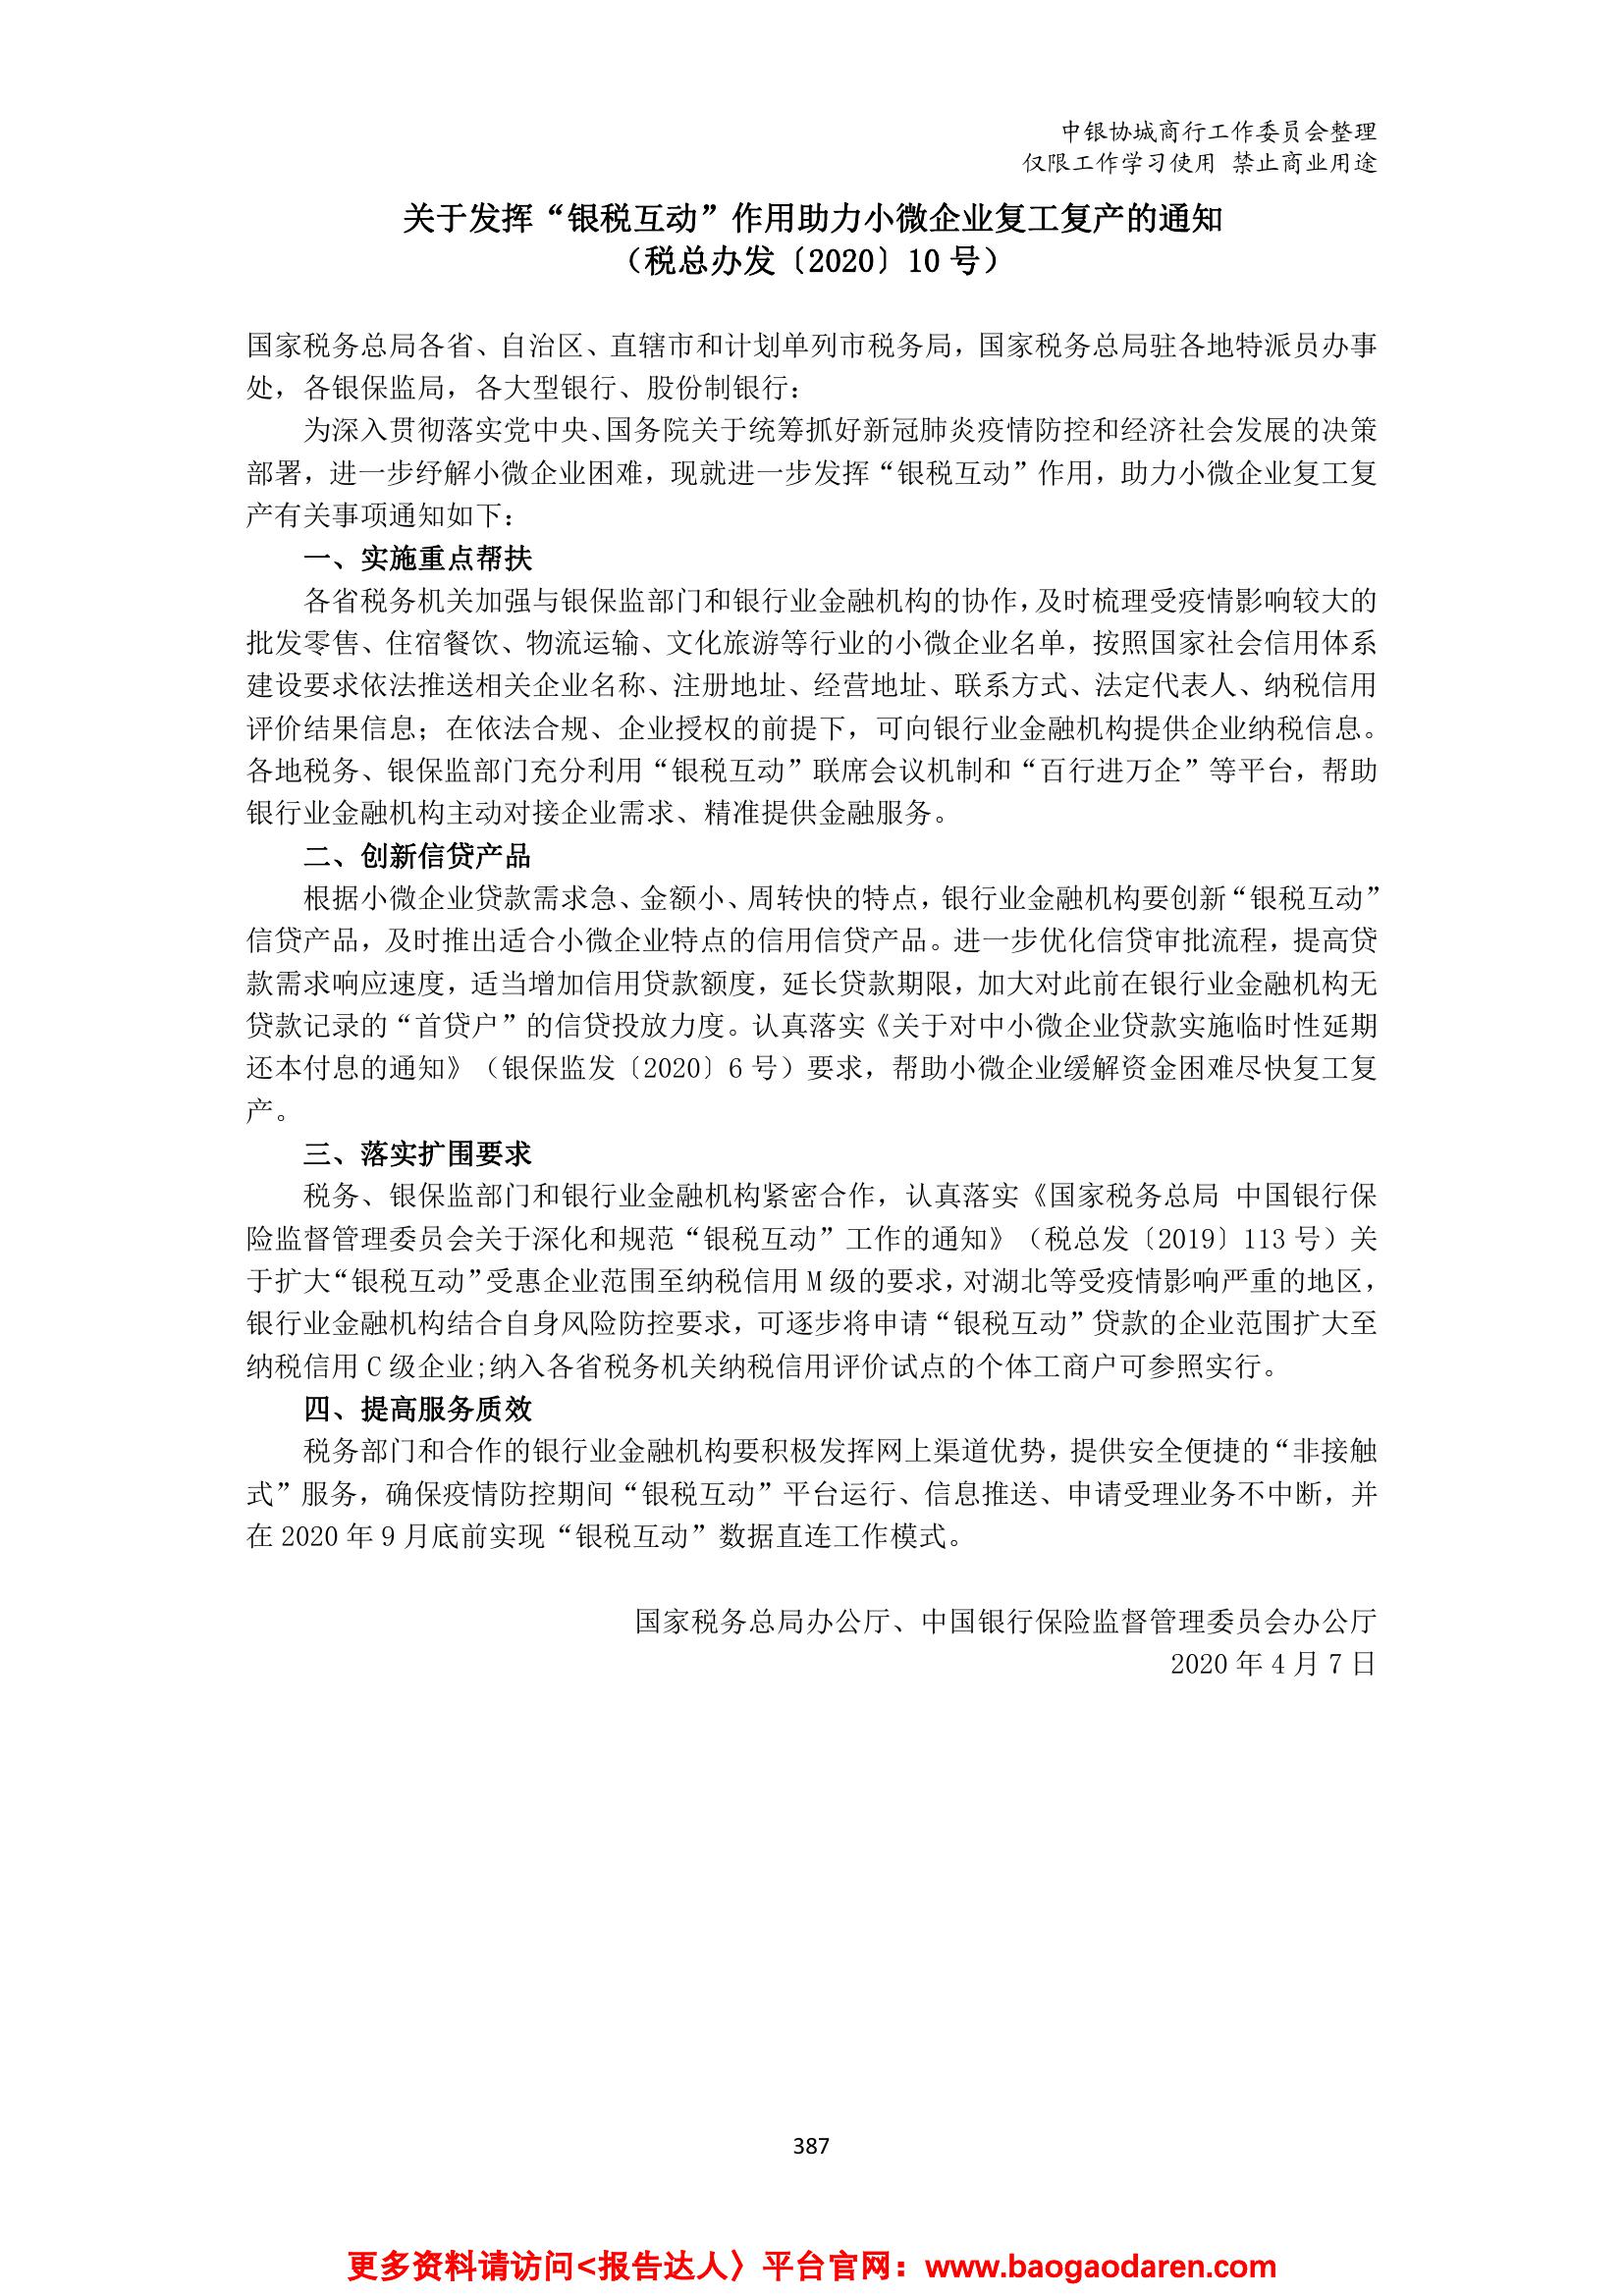 中银协城商行工作委员会整理
仅限工作学习使用 禁止商业用途
关于发挥“银税互动”作用助力小微企业复工复产的通知
（税总办发〔2020〕10 号）
国家税务总局各省、自治区、直辖市和计划单列市税务局，国家税务总局驻各地特派员办事
处，各银保监局，各大型银行、股份制银行：
为深入贯彻落实党中央、国务院关于统筹抓好新冠肺炎疫情防控和经济社会发展的决策
部署，进一步纾解小微企业困难，现就进一步发挥“银税互动”作用，助力小微企业复工复
产有关事项通知如下：
一、实施重点帮扶
各省税务机关加强与银保监部门和银行业金融机构的协作，及时梳理受疫情影响较大的
批发零售、住宿餐饮、物流运输、文化旅游等行业的小微企业名单，按照国家社会信用体系
建设要求依法推送相关企业名称、注册地址、经营地址、联系方式、法定代表人、纳税信用
评价结果信息；在依法合规、企业授权的前提下，可向银行业金融机构提供企业纳税信息。
各地税务、银保监部门充分利用“银税互动”联席会议机制和“百行进万企”等平台，帮助
银行业金融机构主动对接企业需求、精准提供金融服务。
二、创新信贷产品
根据小微企业贷款需求急、金额小、周转快的特点，银行业金融机构要创新“银税互动”
信贷产品，及时推出适合小微企业特点的信用信贷产品。进一步优化信贷审批流程，提高贷
款需求响应速度，适当增加信用贷款额度，延长贷款期限，加大对此前在银行业金融机构无
贷款记录的“首贷户”的信贷投放力度。认真落实《关于对中小微企业贷款实施临时性延期
还本付息的通知》（银保监发〔2020〕6 号）要求，帮助小微企业缓解资金困难尽快复工复
产。
三、落实扩围要求
税务、银保监部门和银行业金融机构紧密合作，认真落实《国家税务总局 中国银行保
险监督管理委员会关于深化和规范“银税互动”工作的通知》（税总发〔2019〕113 号）关
于扩大“银税互动”受惠企业范围至纳税信用 M 级的要求，对湖北等受疫情影响严重的地区，
银行业金融机构结合自身风险防控要求，可逐步将申请“银税互动”贷款的企业范围扩大至
纳税信用 C 级企业;纳入各省税务机关纳税信用评价试点的个体工商户可参照实行。
四、提高服务质效
税务部门和合作的银行业金融机构要积极发挥网上渠道优势，提供安全便捷的“非接触
式”服务，确保疫情防控期间“银税互动”平台运行、信息推送、申请受理业务不中断，并
在 2020 年 9 月底前实现“银税互动”数据直连工作模式。
国家税务总局办公厅、中国银行保险监督管理委员会办公厅
2020 年 4 月 7 日
387
更多资料请访问<报告达人〉平台官网：www.baogaodaren.com